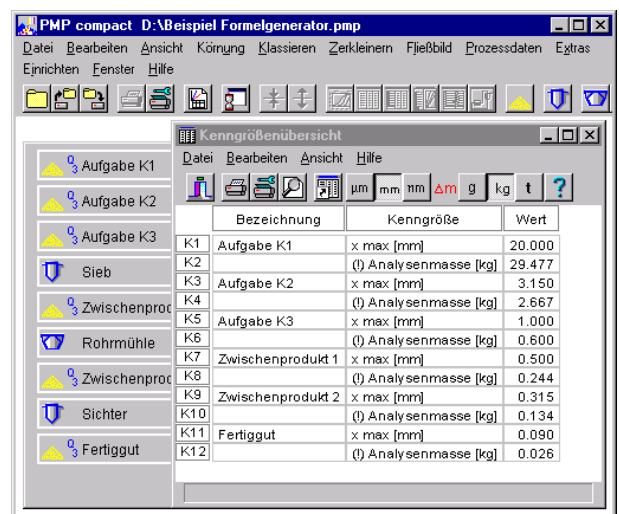 PMP compact D:\Beispiel Formelgenerator.pmp
Datei Bearbeiten Ansicht Körnung Klassieren Zerkleinern Fließbild Prozessdaten Extras
Einrichten Fenster Hilfe
Kenngrößenübersicht
Datei Bearbeiten Ansicht Hilfe
µm mm nm Δm g kg t ?
Q3 Aufgabe K1
Q3 Aufgabe K2
Q3 Aufgabe K3
Sieb
Q3 Zwischenproc
Rohrmühle
Q3 Zwischenproc
Sichter
Q3 Fertiggut
Bezeichnung Kenngröße Wert
K1 Aufgabe K1 x max [mm] 20.000
K2 (!) Analysenmasse [kg] 29.477
K3 Aufgabe K2 x max [mm] 3.150
K4 (!) Analysenmasse [kg] 2.667
K5 Aufgabe K3 x max [mm] 1.000
K6 (!) Analysenmasse [kg] 0.600
K7 Zwischenprodukt 1 x max [mm] 0.500
K8 (!) Analysenmasse [kg] 0.244
K9 Zwischenprodukt 2 x max [mm] 0.315
K10 (!) Analysenmasse [kg] 0.134
K11 Fertiggut x max [mm] 0.090
K12 (!) Analysenmasse [kg] 0.026